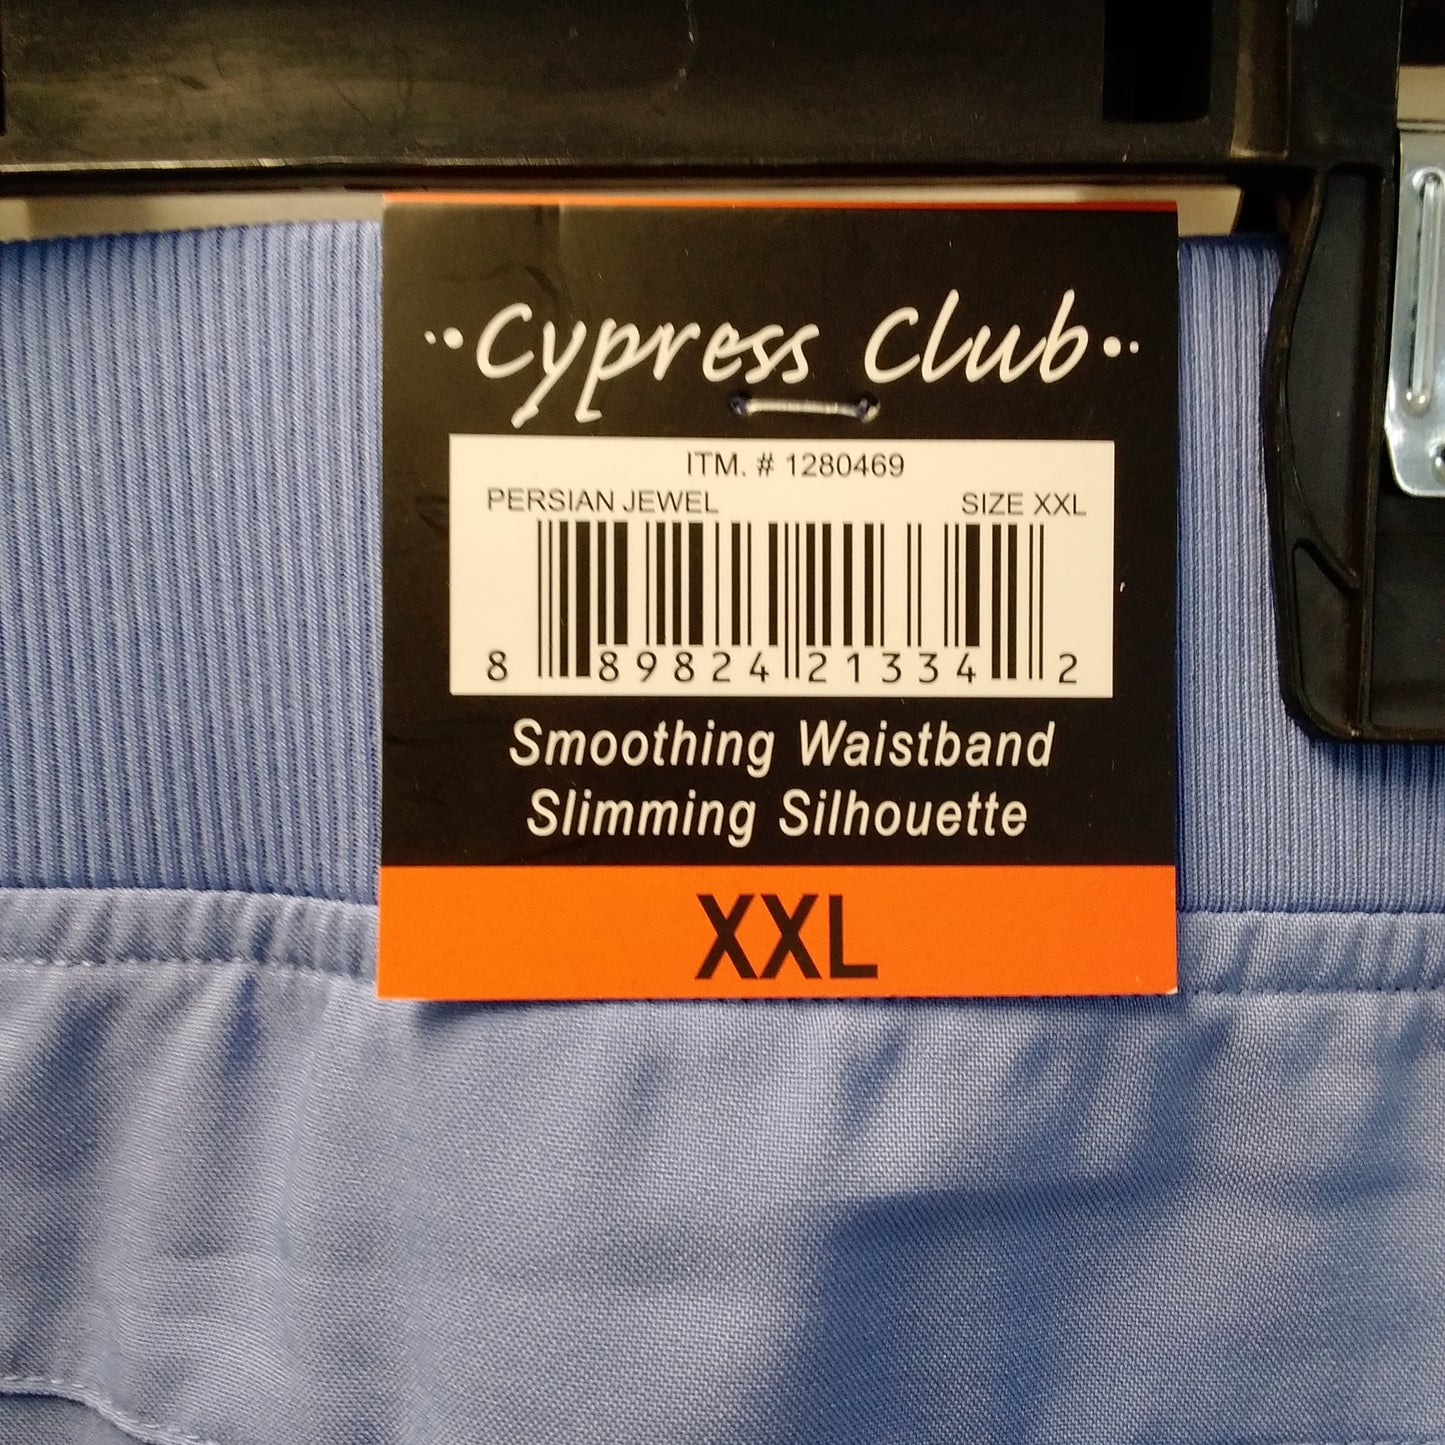 Cypress Club
ITM. # 1280469
PERSIAN JEWEL SIZE XXL
8 89824 21334 2
Smoothing Waistband
Slimming Silhouette
XXL